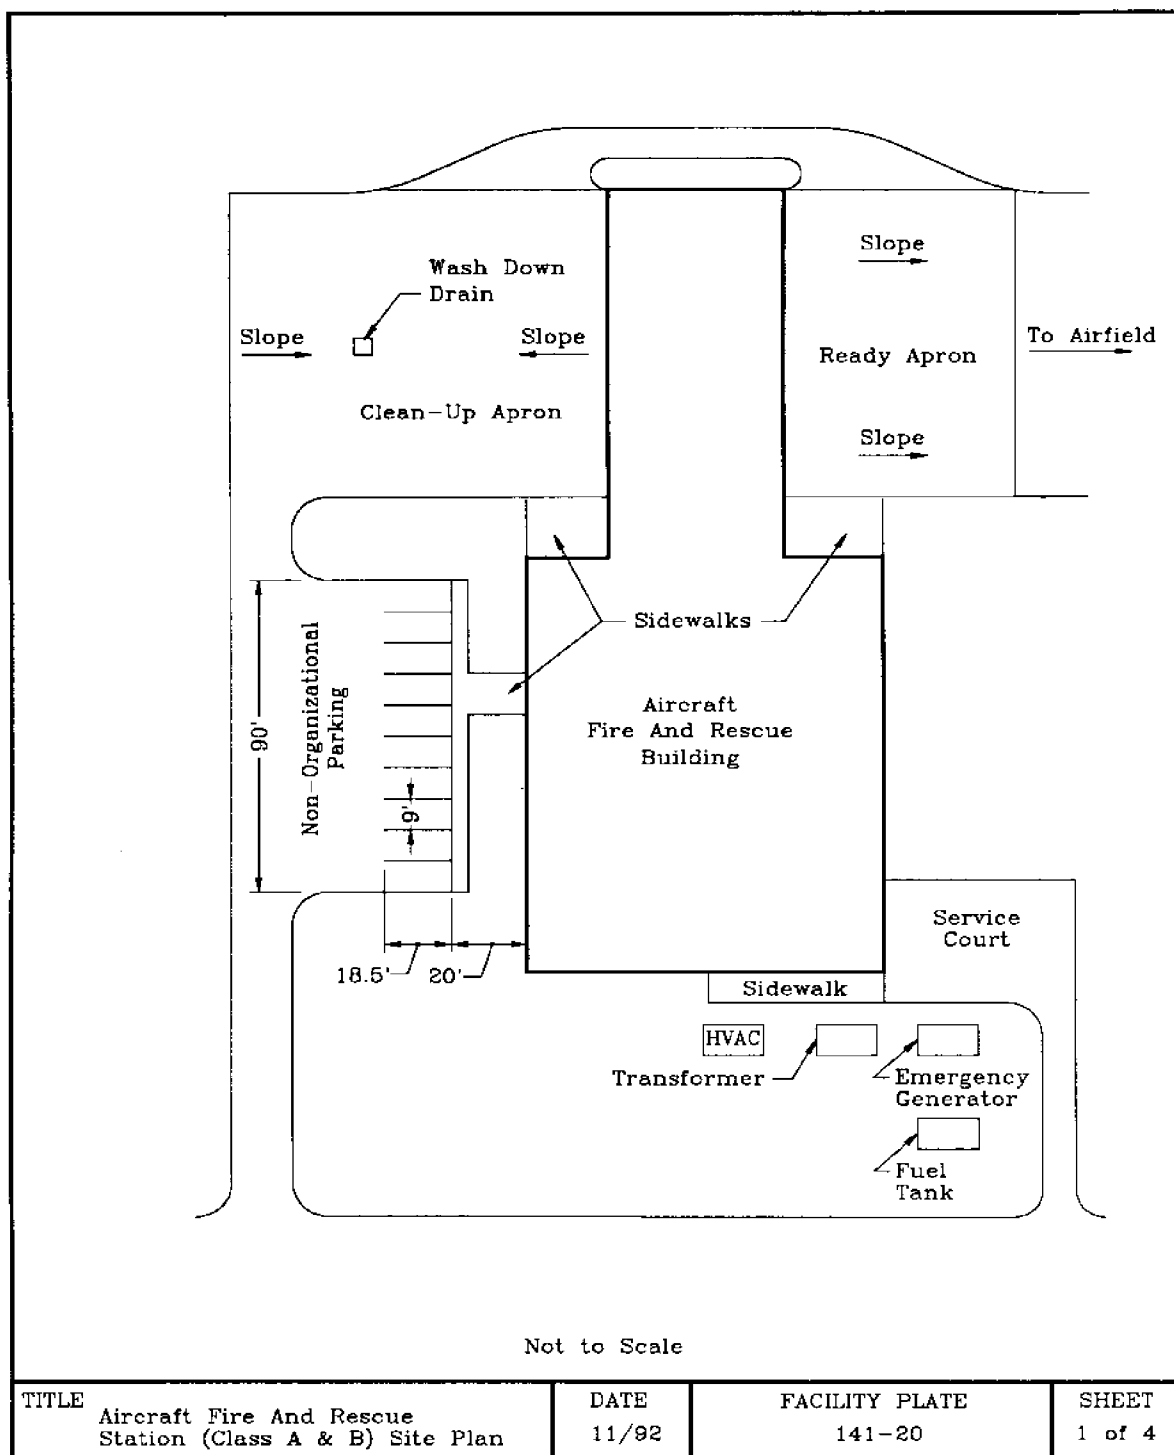 Slope
Wash Down
Drain
Slope
Slope
To Airfield
Slope
Ready Apron
Clean-Up Apron
Slope
Sidewalks
90'
Non-Organizational
Parking
Aircraft
Fire And Rescue
Building
9'
Service
Court
18.5'
20'
Sidewalk
HVAC
Transformer
Emergency
Generator
Fuel
Tank
Not to Scale
TITLE
Aircraft Fire And Rescue
Station (Class A & B) Site Plan
DATE
11/92
FACILITY PLATE
141-20
SHEET
1 of 4